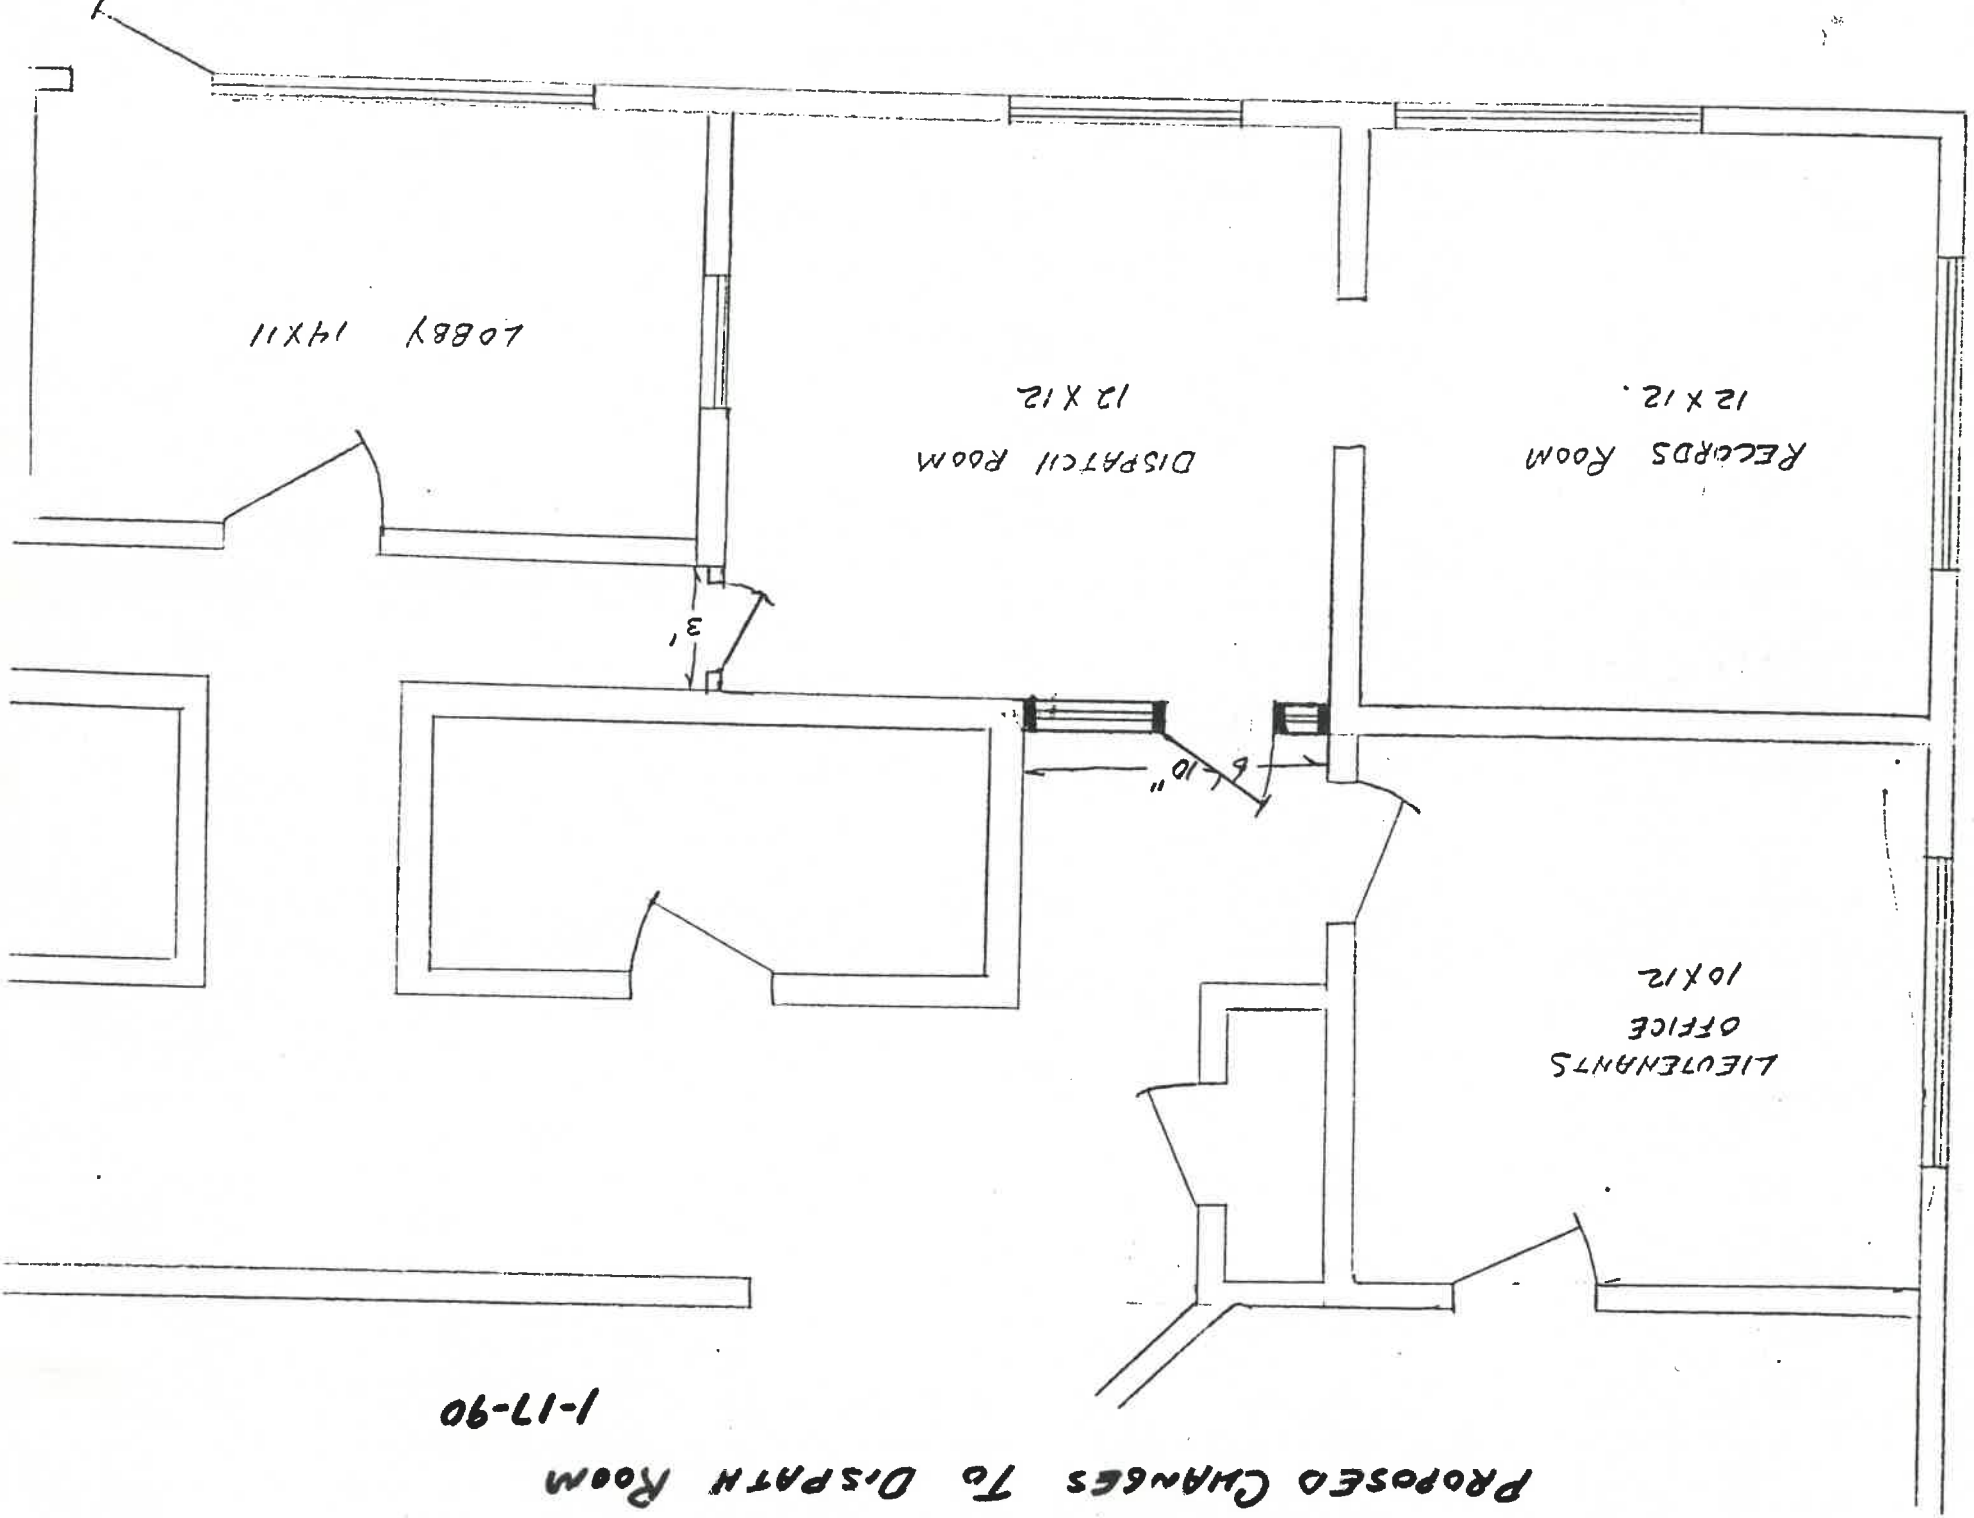 PROPOSED CHANGES TO DISPATH ROOM
1-17-90
LIEUTENANTS
OFFICE
10X12
RECORDS ROOM
12 X 12.
DISPATCH ROOM
12 X 12
LOBBY 14X11
3'
10"